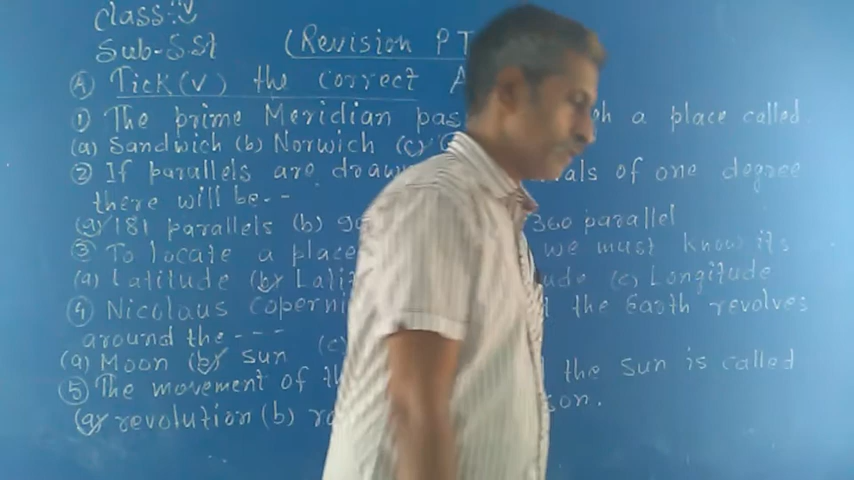 class: V
Sub-S.St (Revision PT
(A) Tick (√) the correct A
(1) The prime Meridian pas h a place called
(a) Sandwich (b) Norwich (c)
(2) If parallels are draw als of one degree
there will be--
(a) 181 parallels (b) 90 360 parallel
(3) To locate a place we must know its
(a) Latitude (b) Latit ude (c) Longitude
(4) Nicolaus coperni the Earth revolves
around the ----
(a) Moon (b) sun (c)
(5) The movement of th the sun is called
(a) revolution (b) ro son.